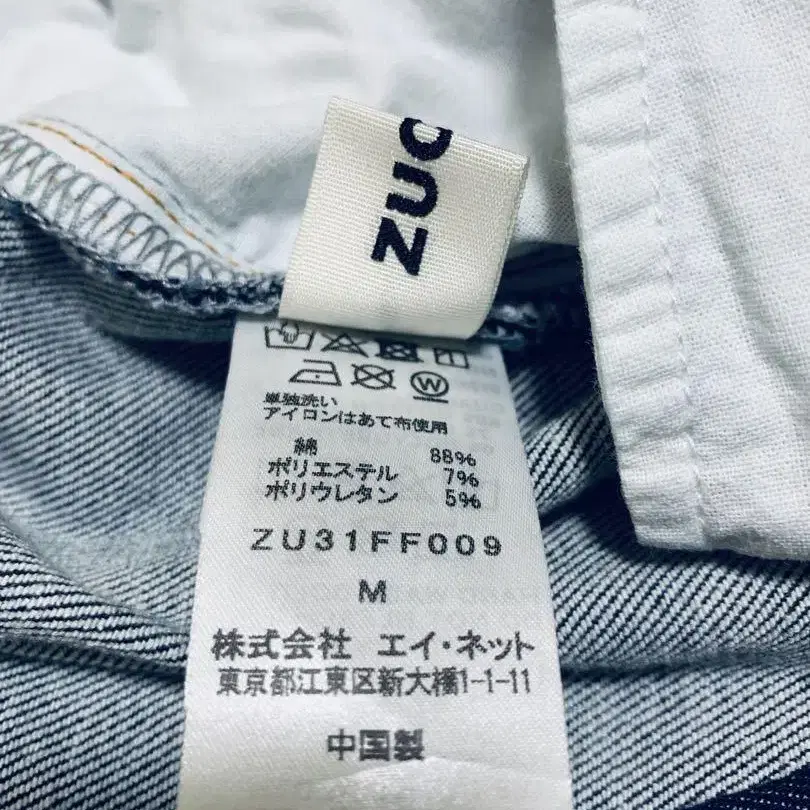 ZUC
W
単独洗い
アイロンはあて布使用
綿 88%
ポリエステル 7%
ポリウレタン 5%
ZU31FF009
M
株式会社 エイ・ネット
東京都江東区新大橋1-1-11
中国製